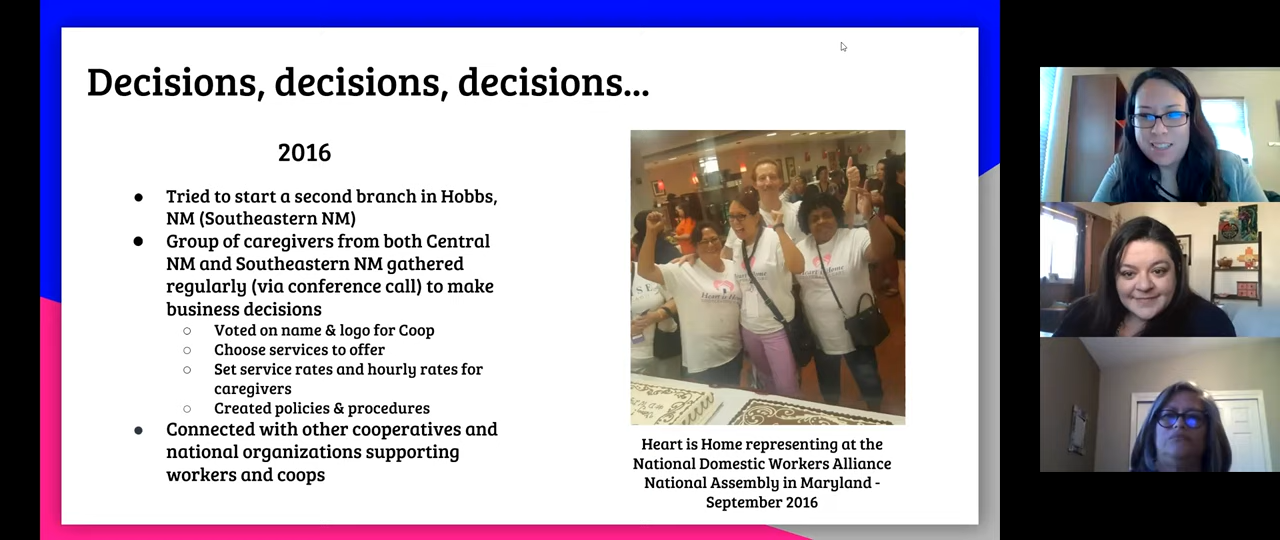 Decisions, decisions, decisions...
2016
● Tried to start a second branch in Hobbs,
NM (Southeastern NM)
● Group of caregivers from both Central
NM and Southeastern NM gathered
regularly (via conference call) to make
business decisions
○ Voted on name & logo for Coop
○ Choose services to offer
○ Set service rates and hourly rates for
caregivers
○ Created policies & procedures
● Connected with other cooperatives and
national organizations supporting
workers and coops
Heart is Home representing at the
National Domestic Workers Alliance
National Assembly in Maryland -
September 2016